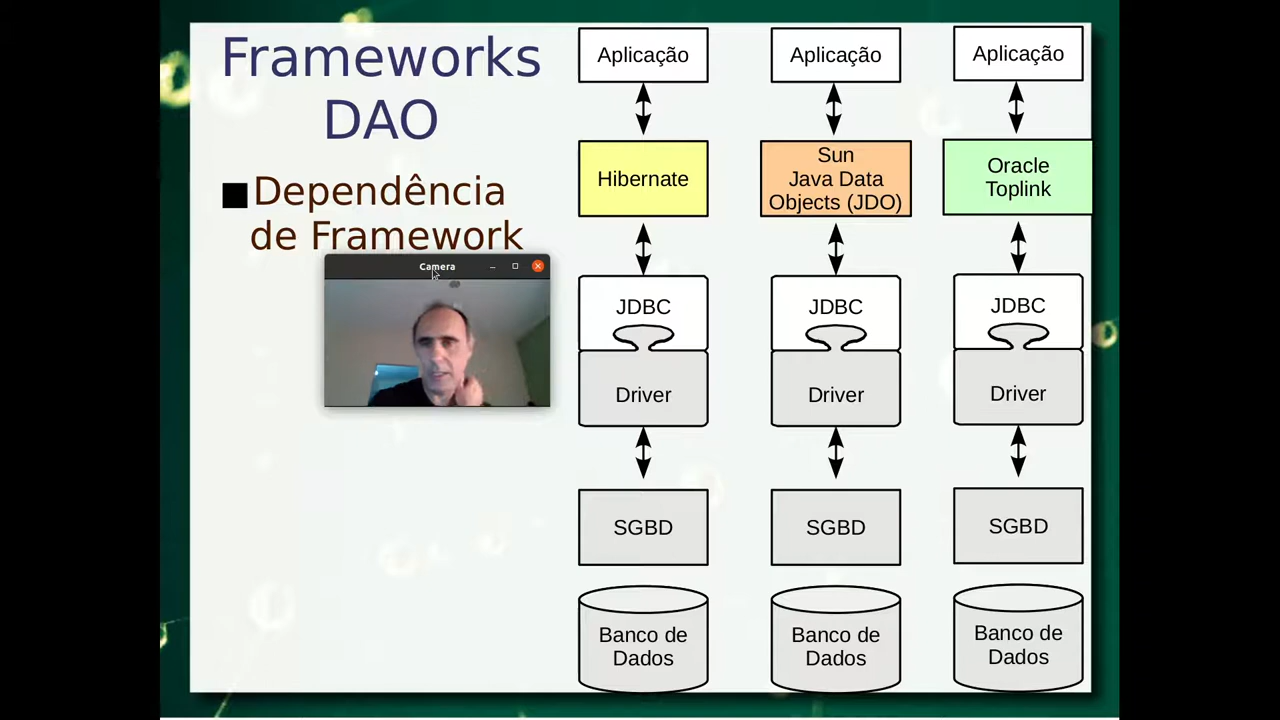 Frameworks
DAO
Dependência
de Framework
Camera
Aplicação
Hibernate
JDBC
Driver
SGBD
Banco de
Dados
Aplicação
Sun
Java Data
Objects (JDO)
JDBC
Driver
SGBD
Banco de
Dados
Aplicação
Oracle
Toplink
JDBC
Driver
SGBD
Banco de
Dados